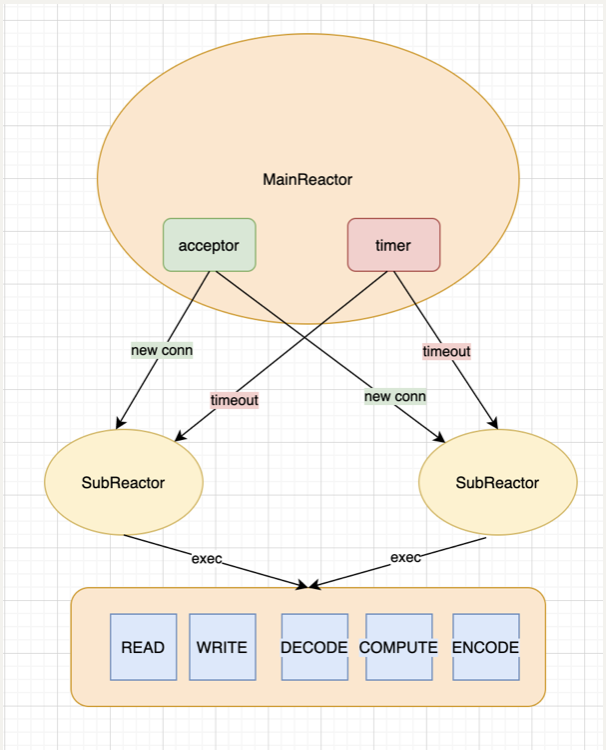 MainReactor
acceptor
timer
new conn
timeout
timeout
new conn
SubReactor
SubReactor
exec
exec
READ
WRITE
DECODE
COMPUTE
ENCODE